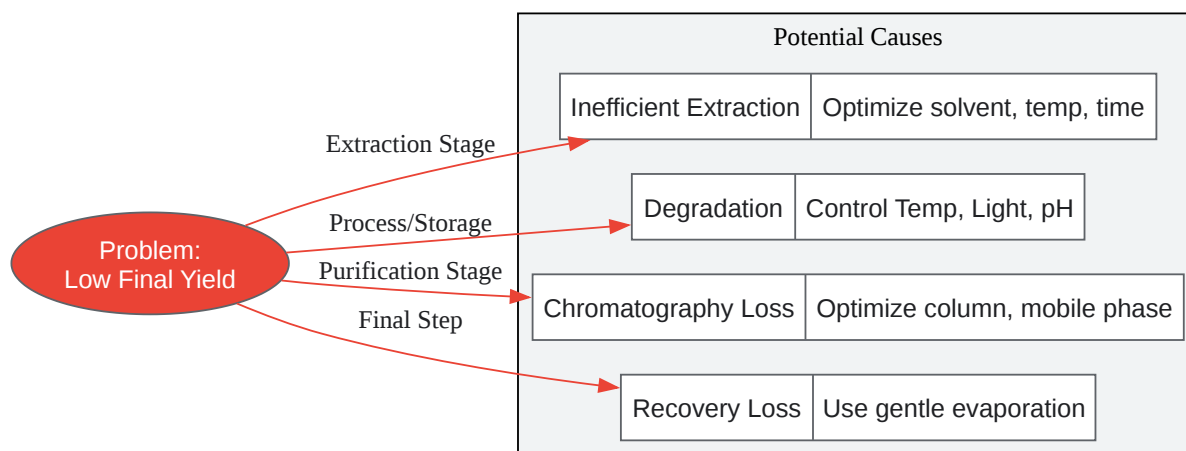 Potential Causes
Inefficient Extraction
Optimize solvent, temp, time
Extraction Stage
Degradation
Control Temp, Light, pH
Process/Storage
Problem:
Low Final Yield
Purification Stage
Chromatography Loss
Optimize column, mobile phase
Final Step
Recovery Loss
Use gentle evaporation